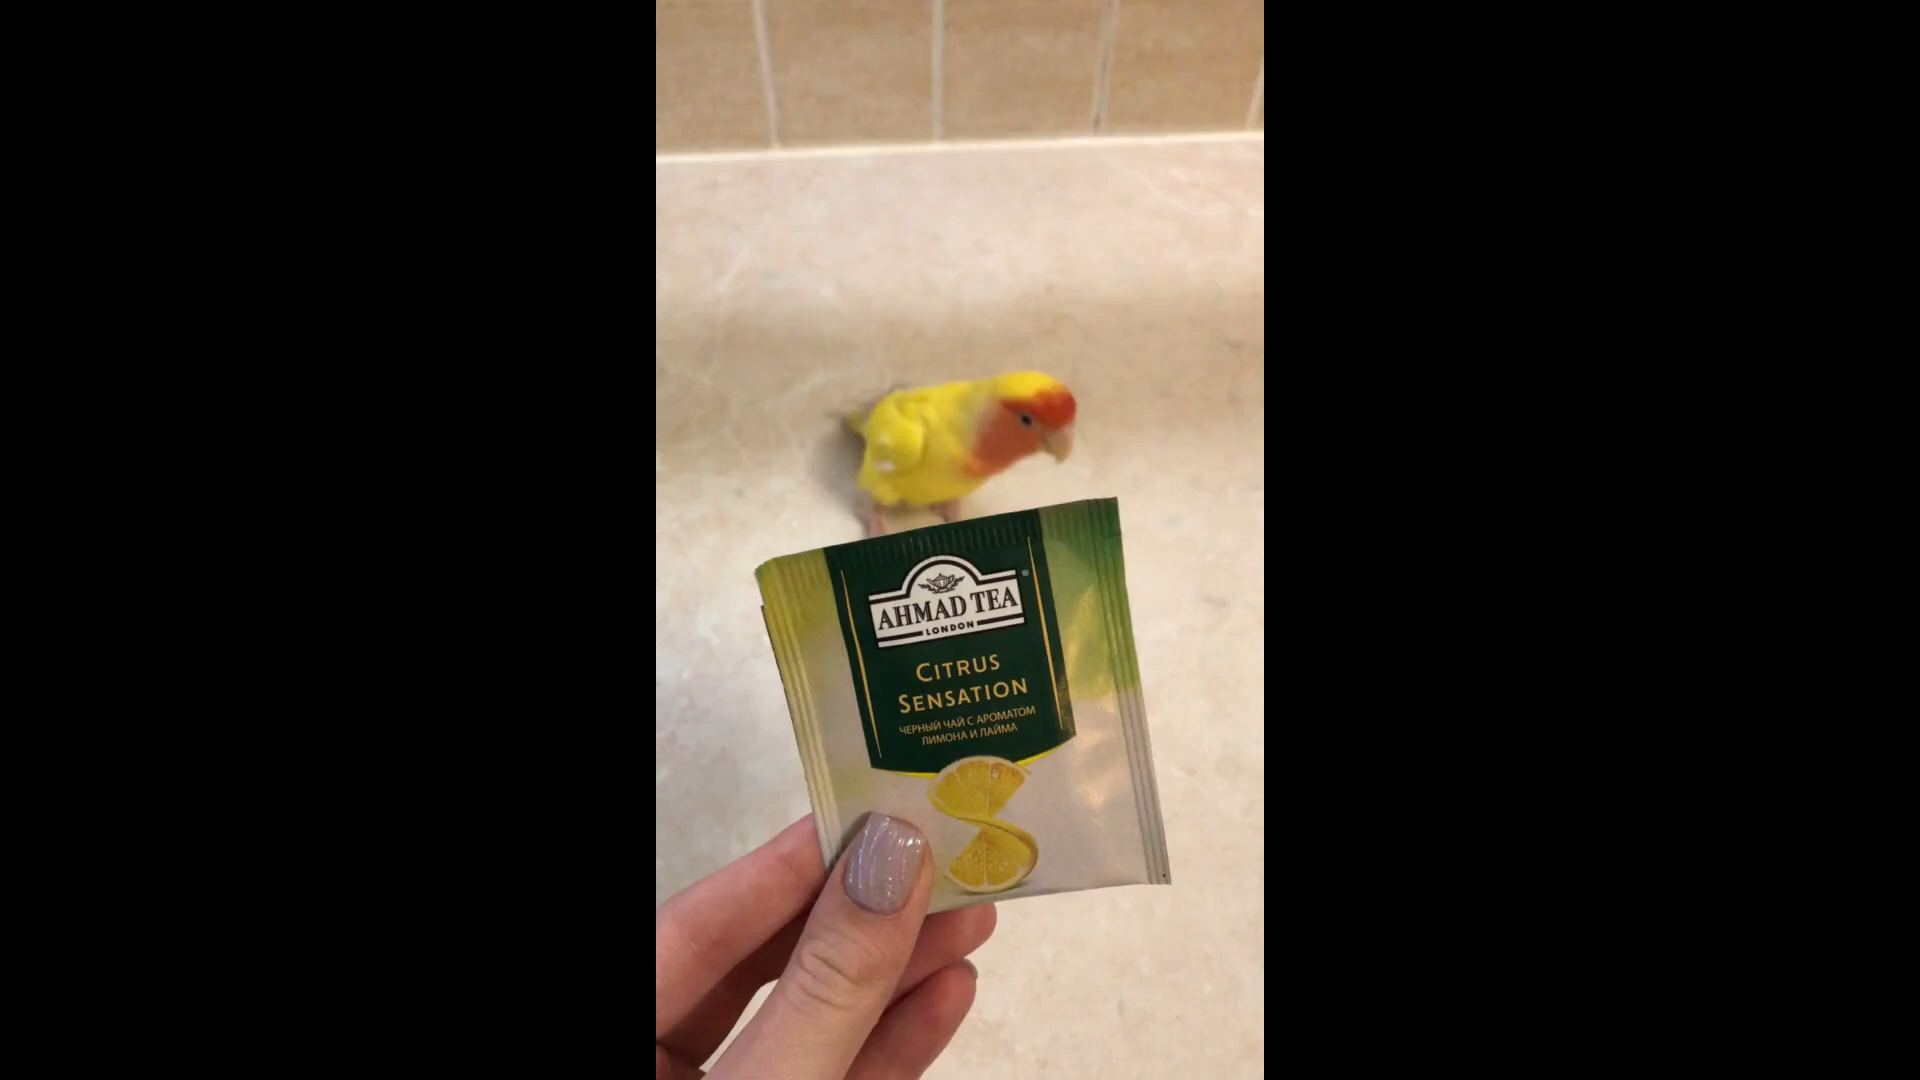 AHMAD TEA
LONDON
CITRUS
SENSATION
ЧЕРНЫЙ ЧАЙ С АРОМАТОМ
ЛИМОНА И ЛАЙМА